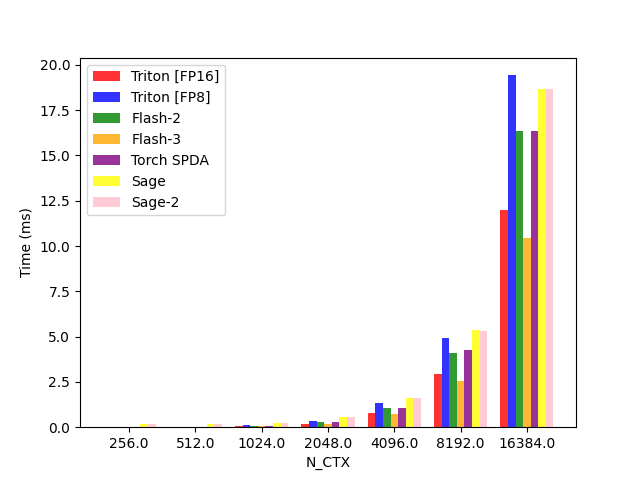 20.0
17.5
15.0
12.5
10.0
7.5
5.0
2.5
0.0
Time (ms)
Triton [FP16]
Triton [FP8]
Flash-2
Flash-3
Torch SPDA
Sage
Sage-2
256.0 512.0 1024.0 2048.0 4096.0 8192.0 16384.0
N_CTX